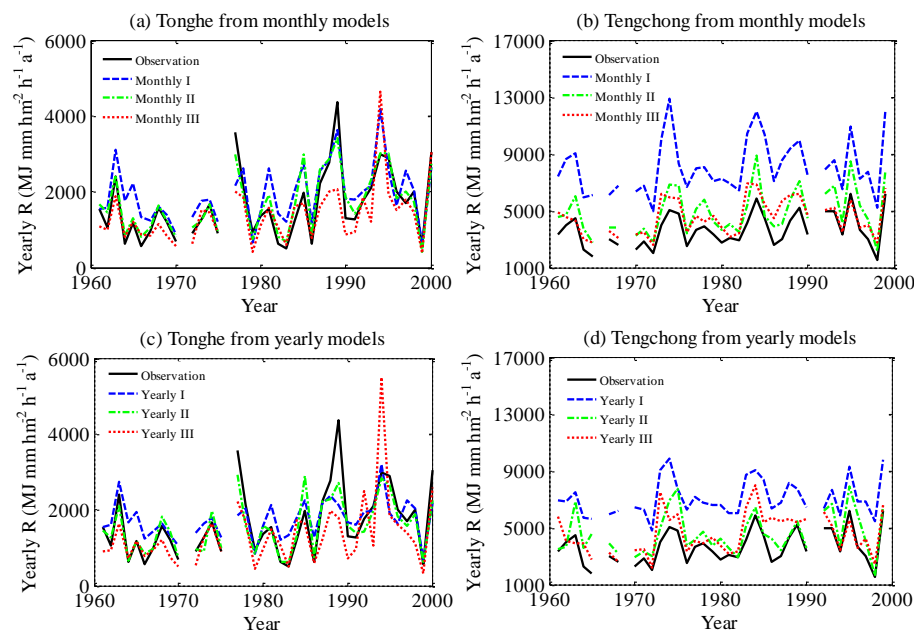 (a) Tonghe from monthly models
6000
4000
2000
0
Yearly R (MJ mm hm⁻² h⁻¹ a⁻¹)
Observation
Monthly I
Monthly II
Monthly III
1960 1970 1980 1990 2000
Year
(b) Tengchong from monthly models
17000
13000
9000
5000
1000
Yearly R (MJ mm hm⁻² h⁻¹ a⁻¹)
Observation
Monthly I
Monthly II
Monthly III
1960 1970 1980 1990 2000
Year
(c) Tonghe from yearly models
6000
4000
2000
0
Yearly R (MJ mm hm⁻² h⁻¹ a⁻¹)
Observation
Yearly I
Yearly II
Yearly III
1960 1970 1980 1990 2000
Year
(d) Tengchong from yearly models
17000
13000
9000
5000
1000
Yearly R (MJ mm hm⁻² h⁻¹ a⁻¹)
Observation
Yearly I
Yearly II
Yearly III
1960 1970 1980 1990 2000
Year